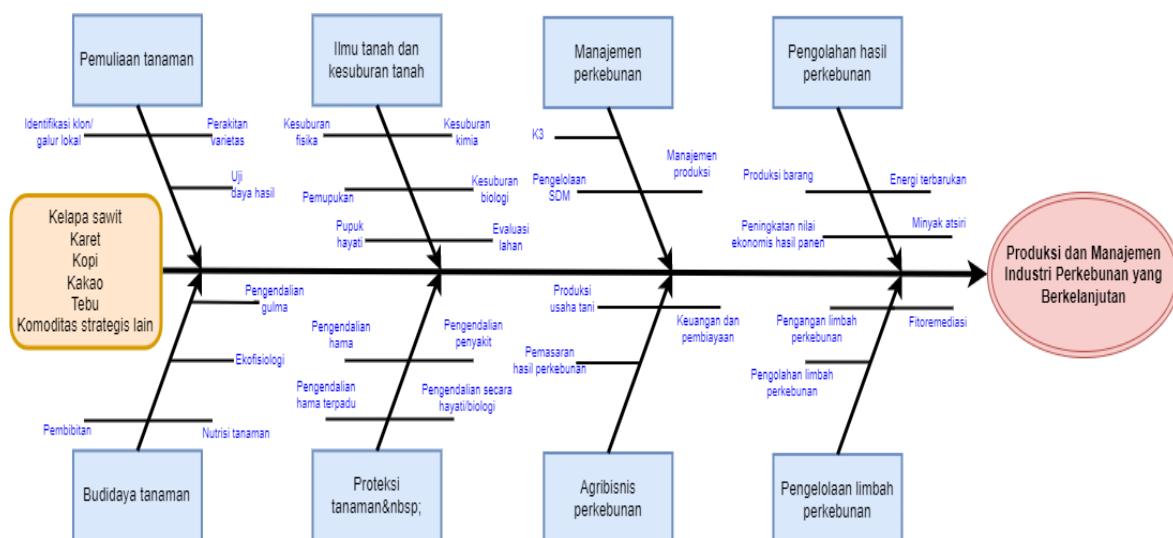 Pemuliaan tanaman
Ilmu tanah dan
kesuburan tanah
Manajemen
perkebunan
Pengolahan hasil
perkebunan
Identifikasi klon/
galur lokal
Perakitan
varietas
Uji
daya hasil
Kesuburan
fisika
Kesuburan
kimia
Pemupukan
Kesuburan
biologi
Pupuk
hayati
Evaluasi
lahan
K3
Manajemen
produksi
Pengelolaan
SDM
Produksi barang
Energi terbarukan
Peningkatan nilai
ekonomis hasil panen
Minyak atsiri
Kelapa sawit
Karet
Kopi
Kakao
Tebu
Komoditas strategis lain
Produksi dan Manajemen
Industri Perkebunan yang
Berkelanjutan
Pengendalian
gulma
Ekofisiologi
Pembibitan
Nutrisi tanaman
Pengendalian
hama
Pengendalian
penyakit
Pengendalian
hama terpadu
Pengendalian secara
hayati/biologi
Produksi
usaha tani
Keuangan dan
pembiayaan
Pemasaran
hasil perkebunan
Pengangan limbah
perkebunan
Fitoremediasi
Pengolahan limbah
perkebunan
Budidaya tanaman
Proteksi
tanaman&nbsp;
Agribisnis
perkebunan
Pengelolaan limbah
perkebunan